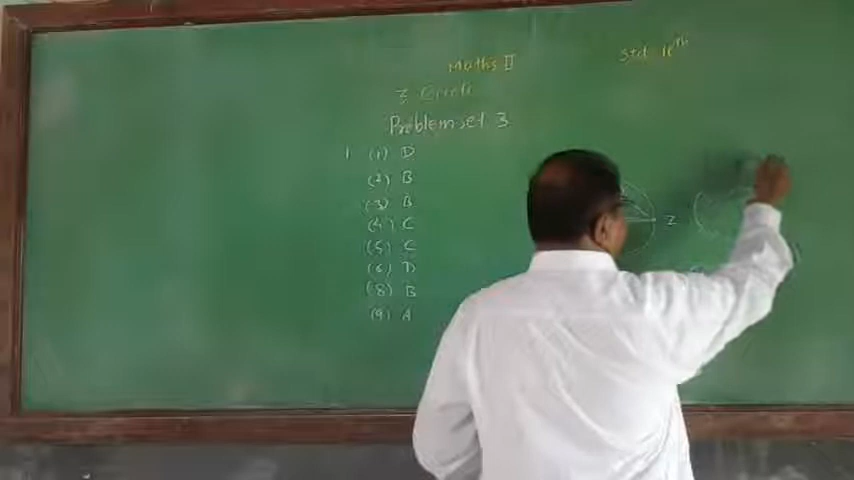 Maths II
Std 10th
3 Circle
Problem set 3
1 (1) D
(2) B
(3) B
(4) C
(5) C
(6) D
(8) B
(9) A
Z